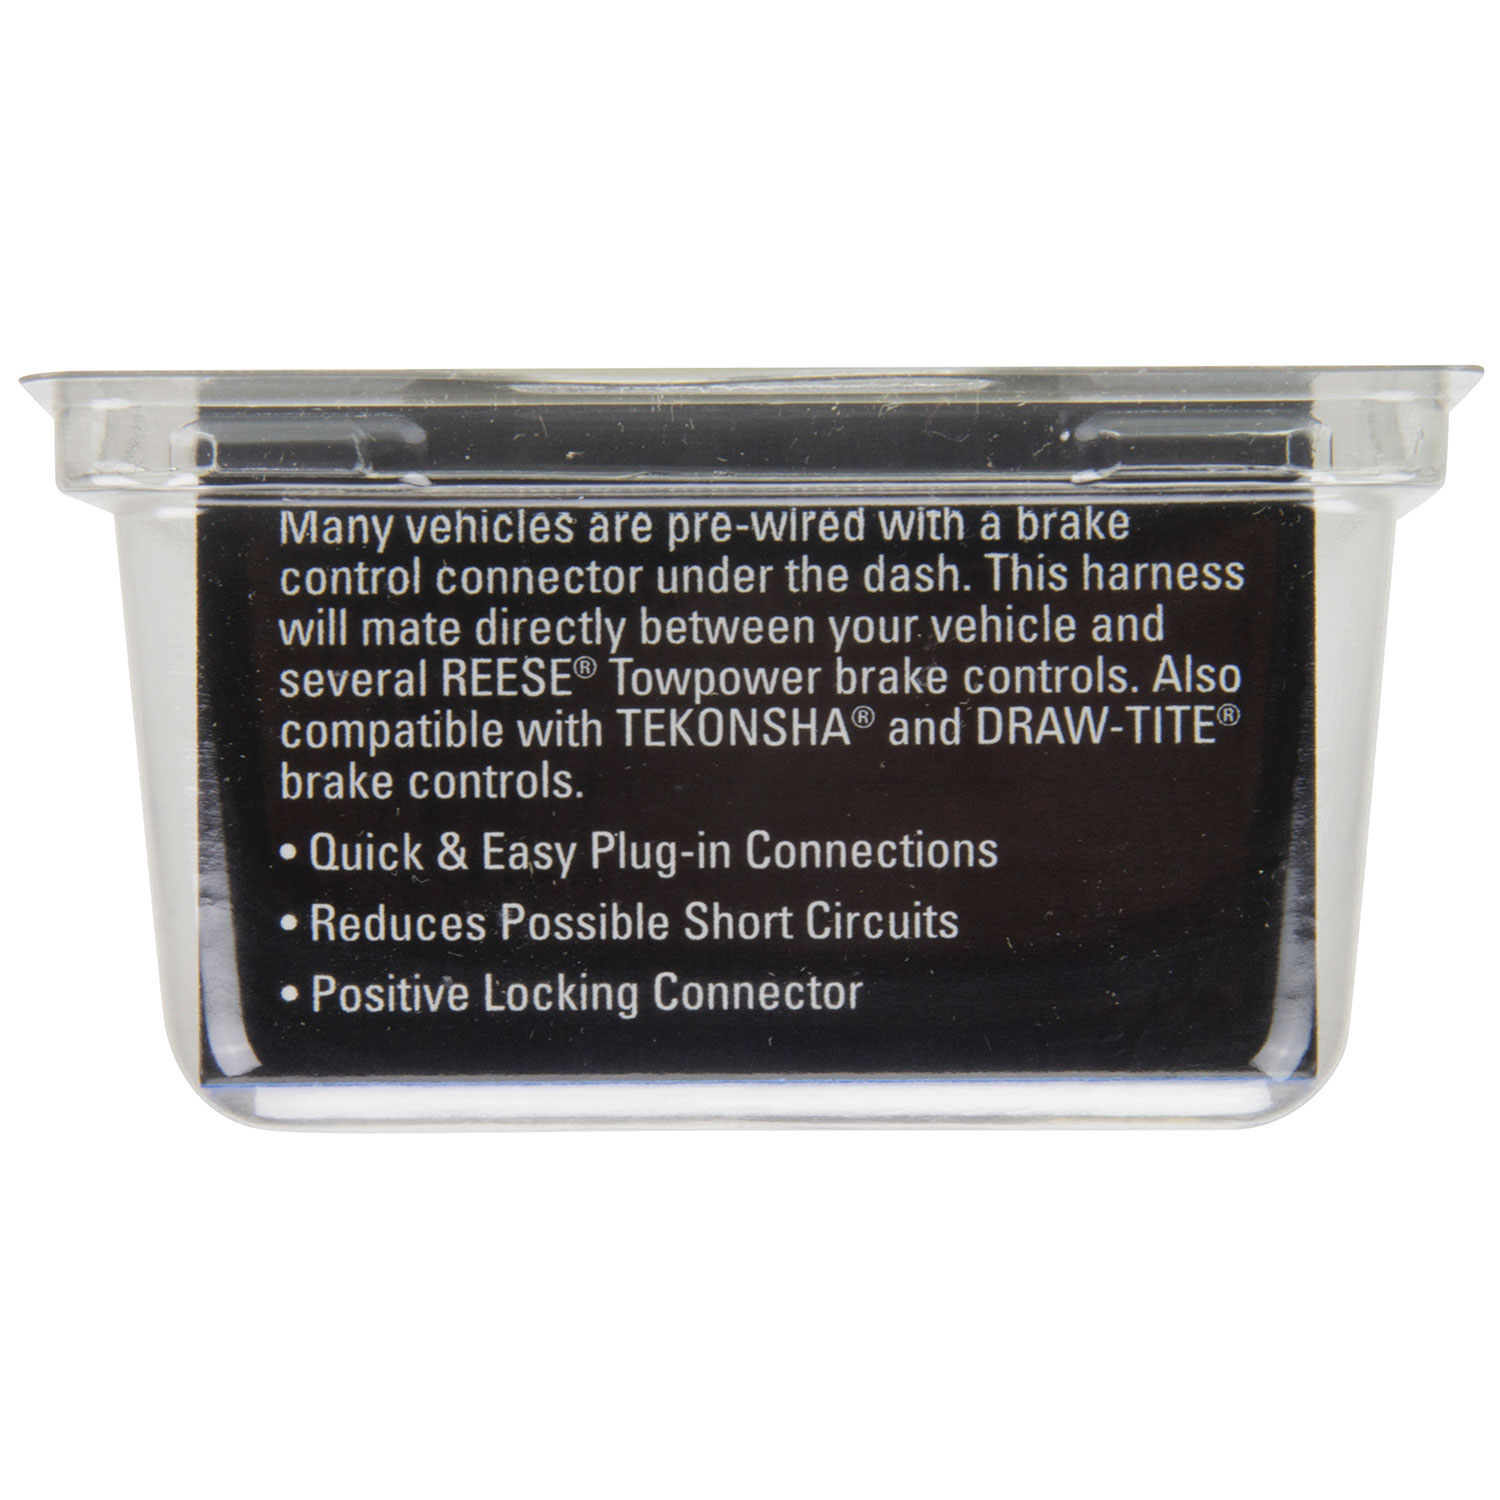 Many vehicles are pre-wired with a brake
control connector under the dash. This harness
will mate directly between your vehicle and
several REESE® Towpower brake controls. Also
compatible with TEKONSHA® and DRAW-TITE®
brake controls.
• Quick & Easy Plug-in Connections
• Reduces Possible Short Circuits
• Positive Locking Connector